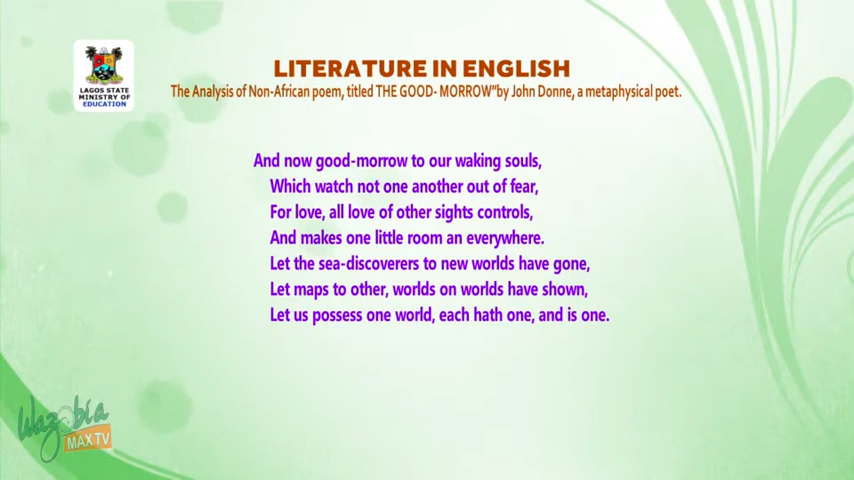 LITERATURE IN ENGLISH
The Analysis of Non-African poem, titled THE GOOD- MORROW"by John Donne, a metaphysical poet.
LAGOS STATE
MINISTRY OF
EDUCATION
And now good-morrow to our waking souls,
Which watch not one another out of fear,
For love, all love of other sights controls,
And makes one little room an everywhere.
Let the sea-discoverers to new worlds have gone,
Let maps to other, worlds on worlds have shown,
Let us possess one world, each hath one, and is one.
Wazobia
MAX TV